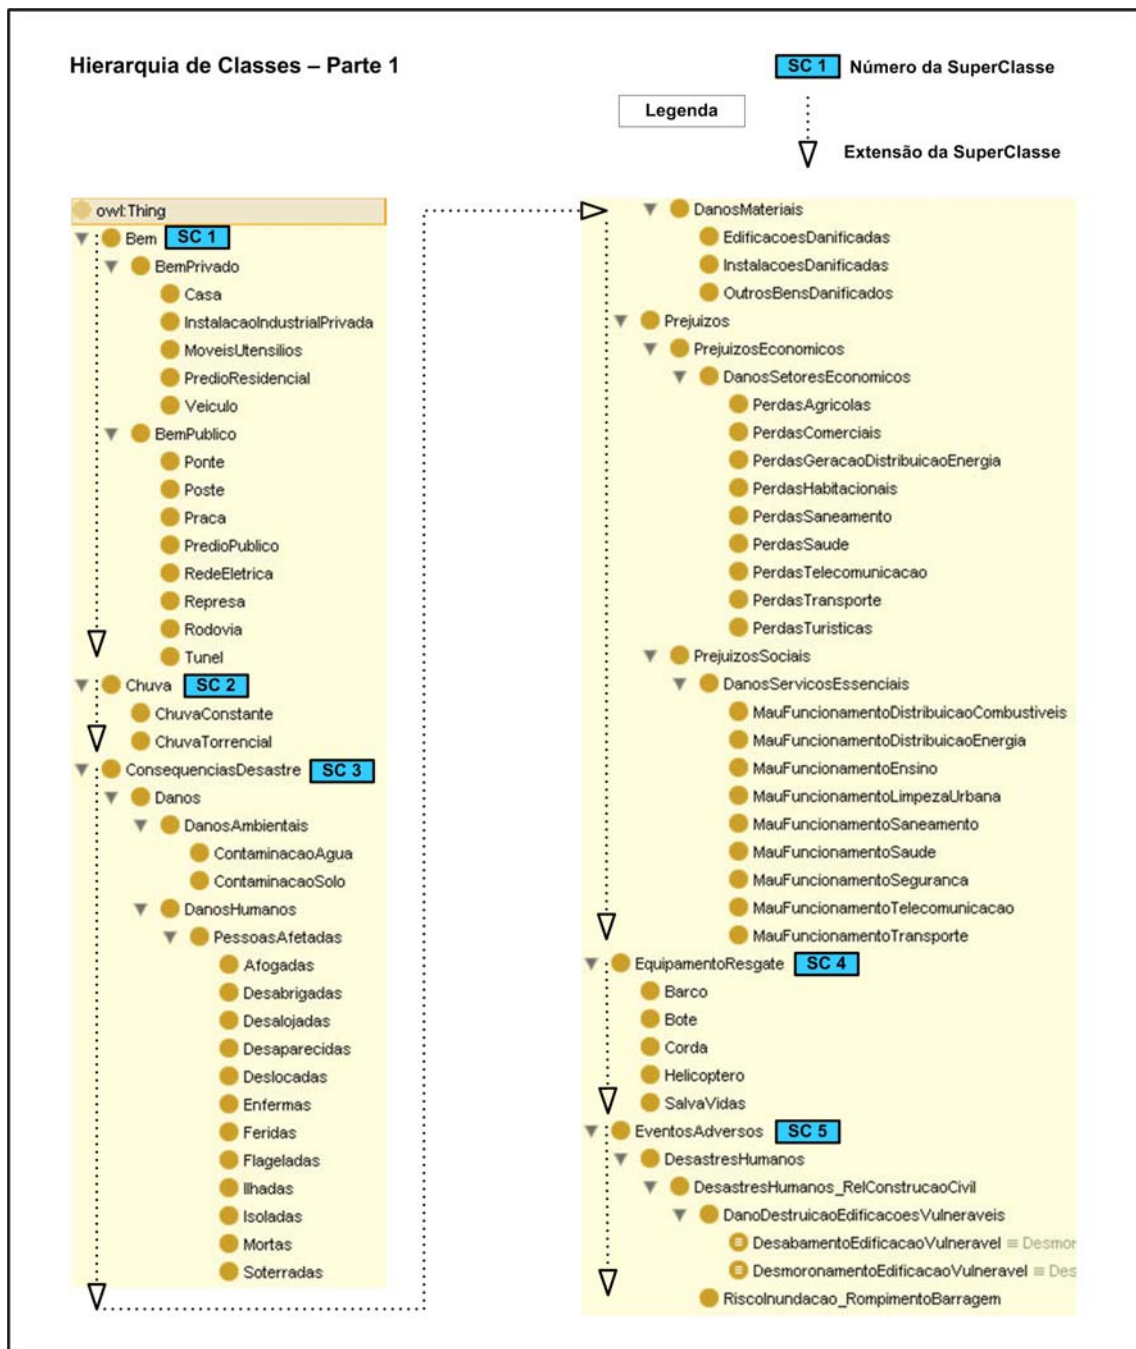 Hierarquia de Classes – Parte 1
SC 1 Número da SuperClasse
Legenda
Extensão da SuperClasse
owl:Thing
Bem SC 1
BemPrivado
Casa
InstalacaoIndustrialPrivada
MoveisUtensilios
PredioResidencial
Veiculo
BemPublico
Ponte
Poste
Praca
PredioPublico
RedeEletrica
Represa
Rodovia
Tunel
Chuva SC 2
ChuvaConstante
ChuvaTorrencial
ConsequenciasDesastre SC 3
Danos
DanosAmbientais
ContaminacaoAgua
ContaminacaoSolo
DanosHumanos
PessoasAfetadas
Afogadas
Desabrigadas
Desalojadas
Desaparecidas
Deslocadas
Enfermas
Feridas
Flageladas
Ilhadas
Isoladas
Mortas
Soterradas
DanosMateriais
EdificacoesDanificadas
InstalacoesDanificadas
OutrosBensDanificados
Prejuizos
PrejuizosEconomicos
DanosSetoresEconomicos
PerdasAgricolas
PerdasComerciais
PerdasGeracaoDistribuicaoEnergia
PerdasHabitacionais
PerdasSaneamento
PerdasSaude
PerdasTelecomunicacao
PerdasTransporte
PerdasTuristicas
PrejuizosSociais
DanosServicosEssenciais
MauFuncionamentoDistribuicaoCombustiveis
MauFuncionamentoDistribuicaoEnergia
MauFuncionamentoEnsino
MauFuncionamentoLimpezaUrbana
MauFuncionamentoSaneamento
MauFuncionamentoSaude
MauFuncionamentoSeguranca
MauFuncionamentoTelecomunicacao
MauFuncionamentoTransporte
EquipamentoResgate SC 4
Barco
Bote
Corda
Helicoptero
SalvaVidas
EventosAdversos SC 5
DesastresHumanos
DesastresHumanos_RelConstrucaoCivil
DanoDestruicaoEdificacoesVulneraveis
DesabamentoEdificacaoVulneravel ≡ Desmor
DesmoronamentoEdificacaoVulneravel ≡ Des
RiscoInundacao_RompimentoBarragem